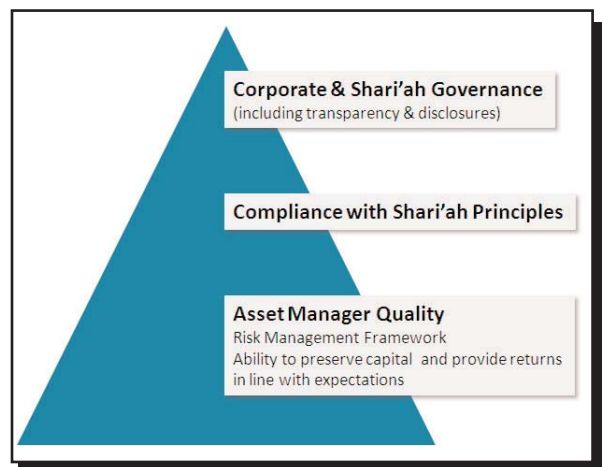 Corporate & Shari'ah Governance
(including transparency & disclosures)
Compliance with Shari'ah Principles
Asset Manager Quality
Risk Management Framework
Ability to preserve capital and provide returns
in line with expectations